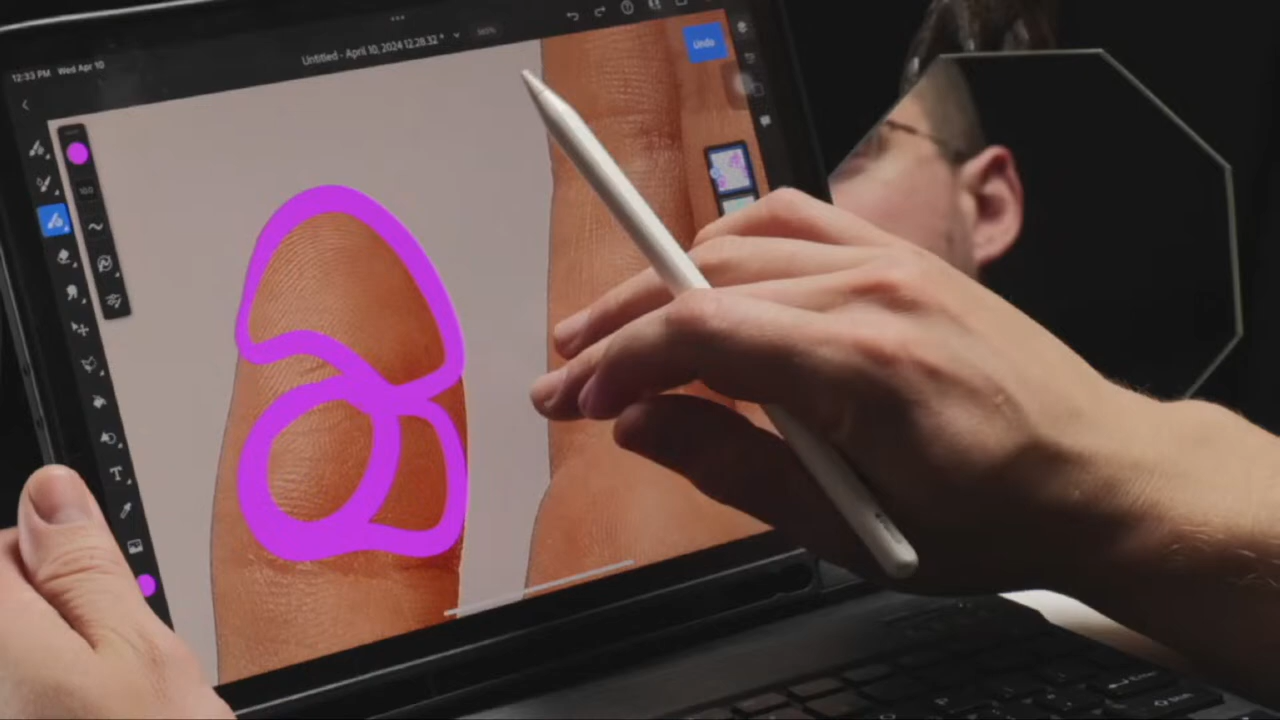 12:33 PM Wed Apr 10
Untitled - April 10, 2024 12.28.32 *
Undo
T